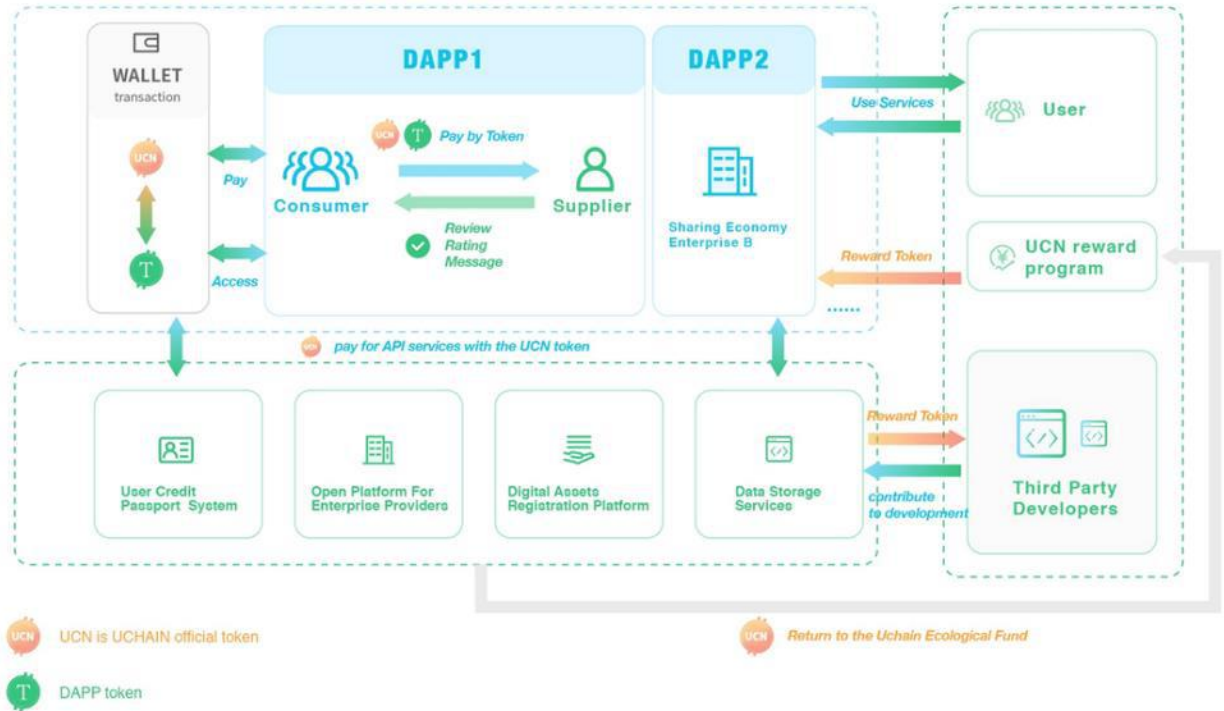 WALLET
transaction
UCN
T
Pay
Access
DAPP1
UCN T Pay by Token
Consumer
Supplier
Review
Rating
Message
DAPP2
Sharing Economy
Enterprise B
Use Services
Reward Token
......
User
UCN reward
program
UCN pay for API services with the UCN token
User Credit
Passport System
Open Platform For
Enterprise Providers
Digital Assets
Registration Platform
Data Storage
Services
Reward Token
contribute
to development
Third Party
Developers
UCN UCN is UCHAIN official token
UCN Return to the Uchain Ecological Fund
T DAPP token